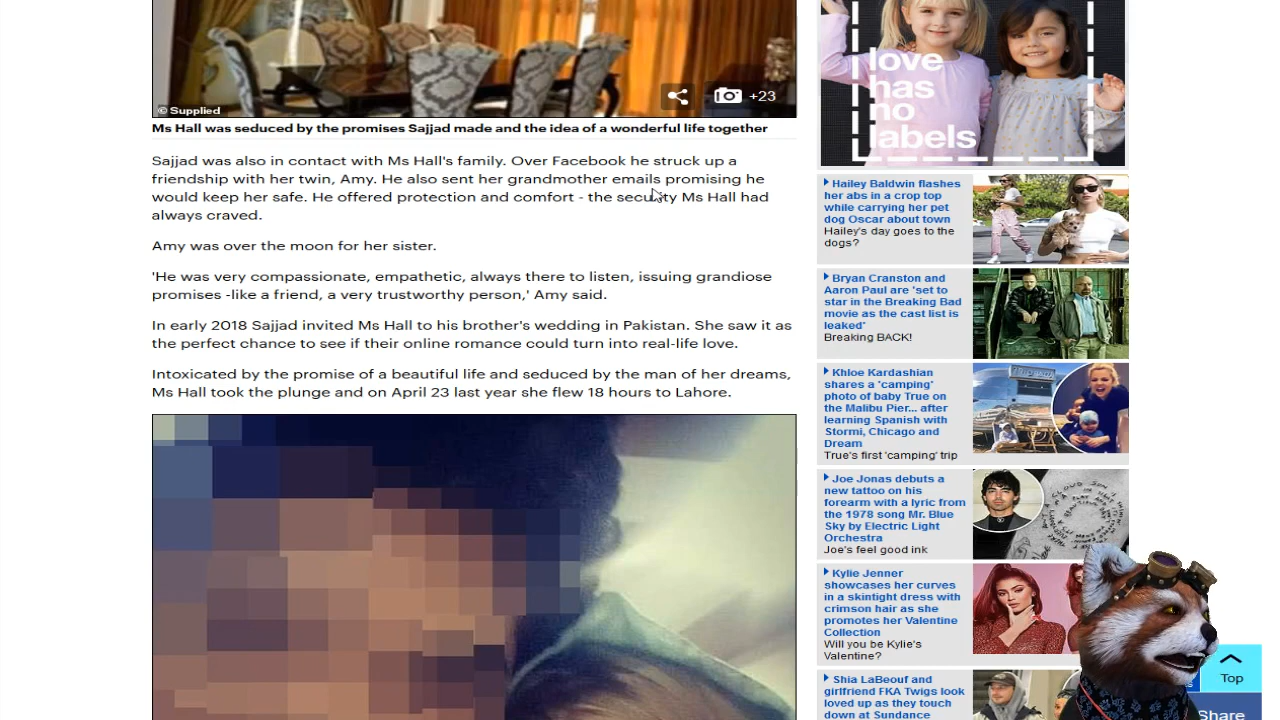 © Supplied
+23
Ms Hall was seduced by the promises Sajjad made and the idea of a wonderful life together
Sajjad was also in contact with Ms Hall's family. Over Facebook he struck up a
friendship with her twin, Amy. He also sent her grandmother emails promising he
would keep her safe. He offered protection and comfort - the security Ms Hall had
always craved.
Amy was over the moon for her sister.
'He was very compassionate, empathetic, always there to listen, issuing grandiose
promises -like a friend, a very trustworthy person,' Amy said.
In early 2018 Sajjad invited Ms Hall to his brother's wedding in Pakistan. She saw it as
the perfect chance to see if their online romance could turn into real-life love.
Intoxicated by the promise of a beautiful life and seduced by the man of her dreams,
Ms Hall took the plunge and on April 23 last year she flew 18 hours to Lahore.
love
has
no
labels
Hailey Baldwin flashes
her abs in a crop top
while carrying her pet
dog Oscar about town
Hailey's day goes to the
dogs?
Bryan Cranston and
Aaron Paul are 'set to
star in the Breaking Bad
movie as the cast list is
leaked'
Breaking BACK!
Khloe Kardashian
shares a 'camping'
photo of baby True on
the Malibu Pier... after
learning Spanish with
Stormi, Chicago and
Dream
True's first 'camping' trip
Joe Jonas debuts a
new tattoo on his
forearm with a lyric from
the 1978 song Mr. Blue
Sky by Electric Light
Orchestra
Joe's feel good ink
Kylie Jenner
showcases her curves
in a skintight dress with
crimson hair as she
promotes her Valentine
Collection
Will you be Kylie's
Valentine?
Shia LaBeouf and
girlfriend FKA Twigs look
loved up as they touch
down at Sundance
Top
Share